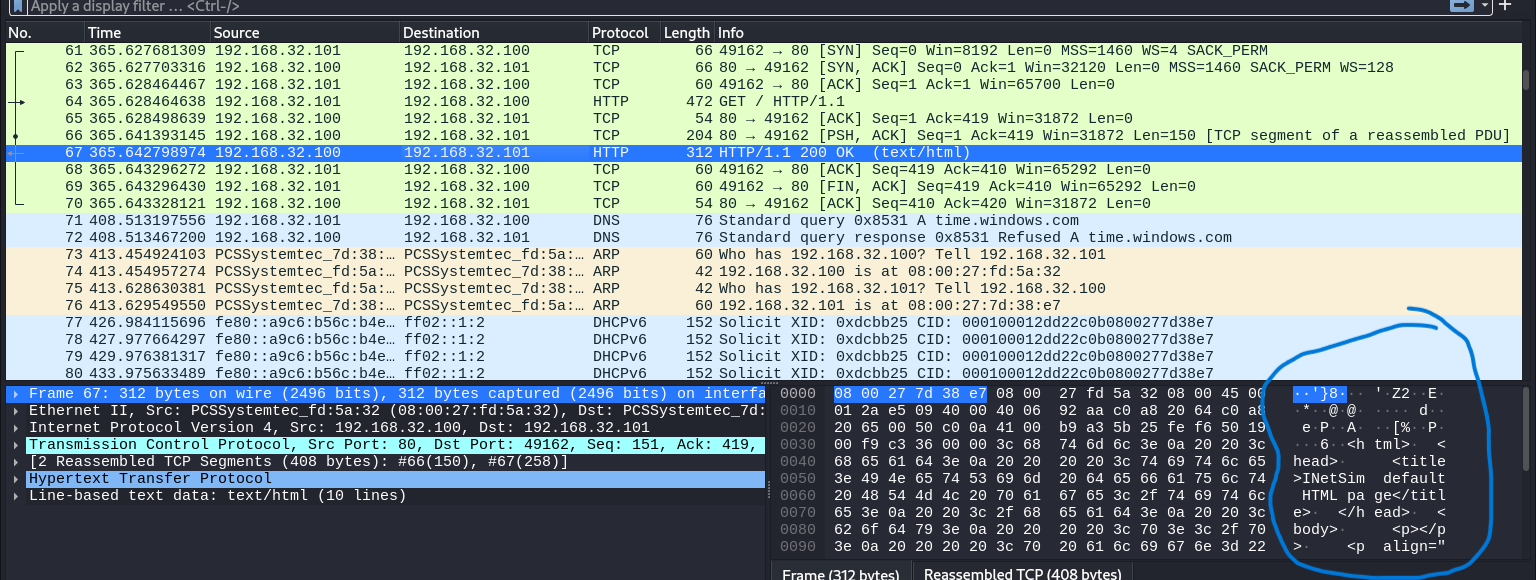 Apply a display filter … <Ctrl-/>
No. Time Source Destination Protocol Length Info
61 365.627681309 192.168.32.101 192.168.32.100 TCP 66 49162 → 80 [SYN] Seq=0 Win=8192 Len=0 MSS=1460 WS=4 SACK_PERM
62 365.627703316 192.168.32.100 192.168.32.101 TCP 66 80 → 49162 [SYN, ACK] Seq=0 Ack=1 Win=32120 Len=0 MSS=1460 SACK_PERM WS=128
63 365.628464467 192.168.32.101 192.168.32.100 TCP 60 49162 → 80 [ACK] Seq=1 Ack=1 Win=65700 Len=0
64 365.628464638 192.168.32.101 192.168.32.100 HTTP 472 GET / HTTP/1.1
65 365.628498639 192.168.32.100 192.168.32.101 TCP 54 80 → 49162 [ACK] Seq=1 Ack=419 Win=31872 Len=0
66 365.641393145 192.168.32.100 192.168.32.101 TCP 204 80 → 49162 [PSH, ACK] Seq=1 Ack=419 Win=31872 Len=150 [TCP segment of a reassembled PDU]
67 365.642798974 192.168.32.100 192.168.32.101 HTTP 312 HTTP/1.1 200 OK  (text/html)
68 365.643296272 192.168.32.101 192.168.32.100 TCP 60 49162 → 80 [ACK] Seq=419 Ack=410 Win=65292 Len=0
69 365.643296430 192.168.32.101 192.168.32.100 TCP 60 49162 → 80 [FIN, ACK] Seq=419 Ack=410 Win=65292 Len=0
70 365.643328121 192.168.32.100 192.168.32.101 TCP 54 80 → 49162 [ACK] Seq=410 Ack=420 Win=31872 Len=0
71 408.513197556 192.168.32.101 192.168.32.100 DNS 76 Standard query 0x8531 A time.windows.com
72 408.513467200 192.168.32.100 192.168.32.101 DNS 76 Standard query response 0x8531 Refused A time.windows.com
73 413.454924103 PCSSystemtec_7d:38:… PCSSystemtec_fd:5a:… ARP 60 Who has 192.168.32.100? Tell 192.168.32.101
74 413.454957274 PCSSystemtec_fd:5a:… PCSSystemtec_7d:38:… ARP 42 192.168.32.100 is at 08:00:27:fd:5a:32
75 413.628630381 PCSSystemtec_fd:5a:… PCSSystemtec_7d:38:… ARP 42 Who has 192.168.32.101? Tell 192.168.32.100
76 413.629549550 PCSSystemtec_7d:38:… PCSSystemtec_fd:5a:… ARP 60 192.168.32.101 is at 08:00:27:7d:38:e7
77 426.984115696 fe80::a9c6:b56c:b4e… ff02::1:2 DHCPv6 152 Solicit XID: 0xdcbb25 CID: 000100012dd22c0b0800277d38e7
78 427.977664297 fe80::a9c6:b56c:b4e… ff02::1:2 DHCPv6 152 Solicit XID: 0xdcbb25 CID: 000100012dd22c0b0800277d38e7
79 429.976381317 fe80::a9c6:b56c:b4e… ff02::1:2 DHCPv6 152 Solicit XID: 0xdcbb25 CID: 000100012dd22c0b0800277d38e7
80 433.975633489 fe80::a9c6:b56c:b4e… ff02::1:2 DHCPv6 152 Solicit XID: 0xdcbb25 CID: 000100012dd22c0b0800277d38e7
Frame 67: 312 bytes on wire (2496 bits), 312 bytes captured (2496 bits) on interfa
Ethernet II, Src: PCSSystemtec_fd:5a:32 (08:00:27:fd:5a:32), Dst: PCSSystemtec_7d:
Internet Protocol Version 4, Src: 192.168.32.100, Dst: 192.168.32.101
Transmission Control Protocol, Src Port: 80, Dst Port: 49162, Seq: 151, Ack: 419,
[2 Reassembled TCP Segments (408 bytes): #66(150), #67(258)]
Hypertext Transfer Protocol
Line-based text data: text/html (10 lines)
0000 08 00 27 7d 38 e7 08 00 27 fd 5a 32 08 00 45 00 ··'}8··· '·Z2··E·
0010 01 2a e5 09 40 00 40 06 92 aa c0 a8 20 64 c0 a8 ·*··@·@· ···· d··
0020 20 65 00 50 c0 0a 41 00 b9 a3 5b 25 fe f6 50 19 e·P··A· ··[%··P·
0030 00 f9 c3 36 00 00 3c 68 74 6d 6c 3e 0a 20 20 3c ···6··<h tml>·  <
0040 68 65 61 64 3e 0a 20 20 20 20 3c 74 69 74 6c 65 head>·    <title
0050 3e 49 4e 65 74 53 69 6d 20 64 65 66 61 75 6c 74 >INetSim default
0060 20 48 54 4d 4c 20 70 61 67 65 3c 2f 74 69 74 6c HTML pa ge</titl
0070 65 3e 0a 20 20 3c 2f 68 65 61 64 3e 0a 20 20 3c e>·  </h ead>·  <
0080 62 6f 64 79 3e 0a 20 20 20 20 3c 70 3e 3c 2f 70 body>·    <p></p
0090 3e 0a 20 20 20 20 3c 70 20 61 6c 69 67 6e 3d 22 >·    <p align="
Frame (312 bytes) Reassembled TCP (408 bytes)